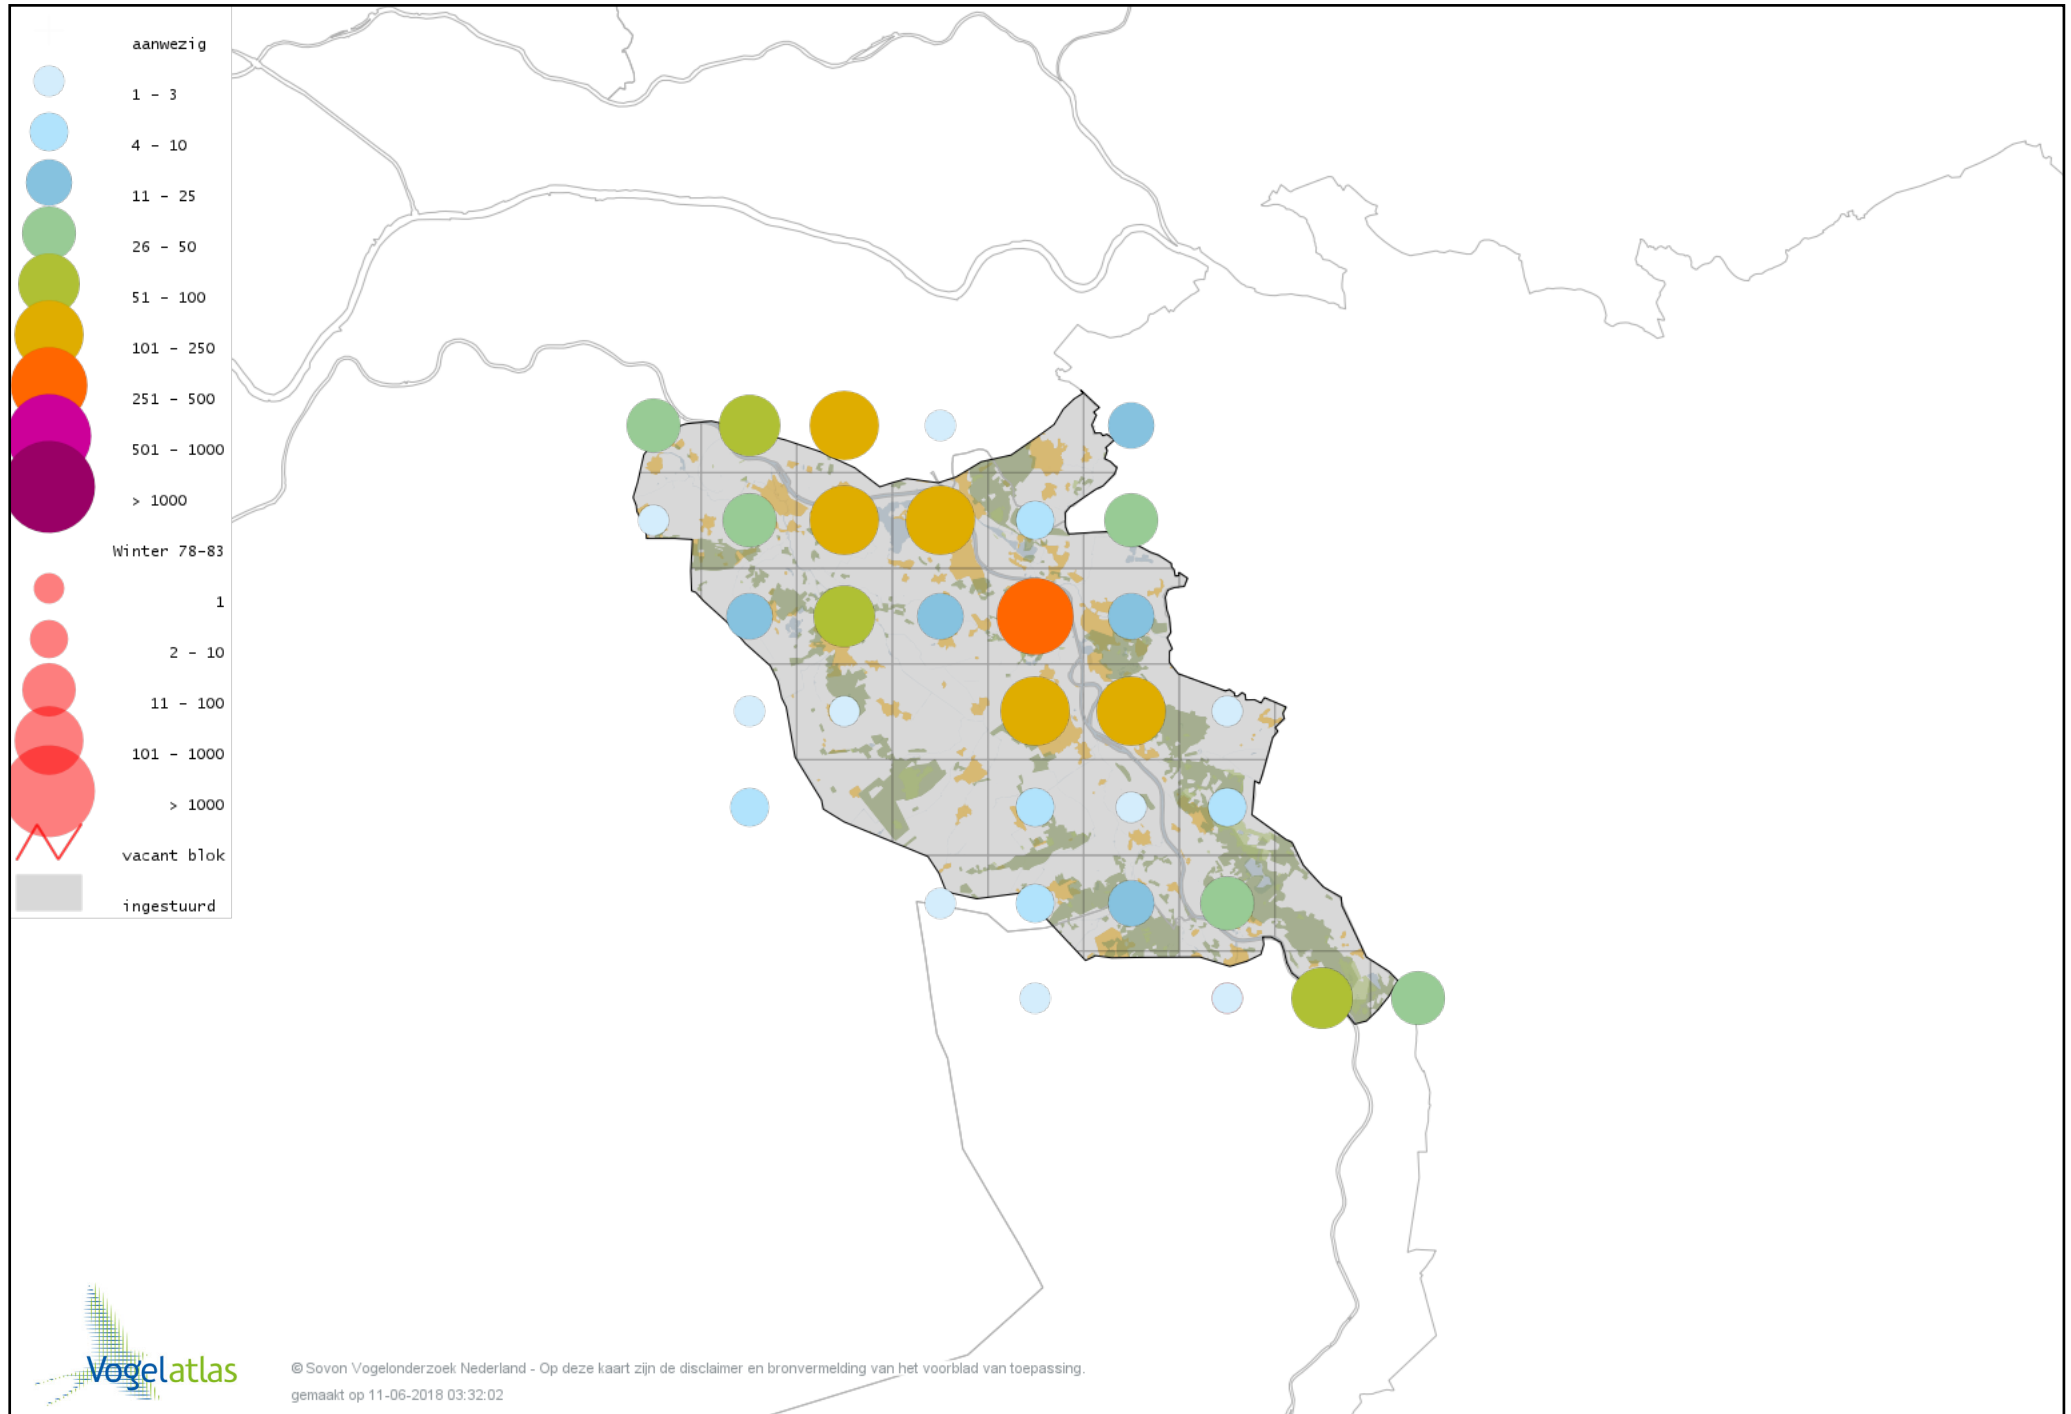 aanwezig
1 - 3
4 - 10
11 - 25
26 - 50
51 - 100
101 - 250
251 - 500
501 - 1000
> 1000
Winter 78-83
1
2 - 10
11 - 100
101 - 1000
> 1000
vacant blok
ingestuurd
Vogelatlas
© Sovon Vogelonderzoek Nederland - Op deze kaart zijn de disclaimer en bronvermelding van het voorblad van toepassing.
gemaakt op 11-06-2018 03:32:02